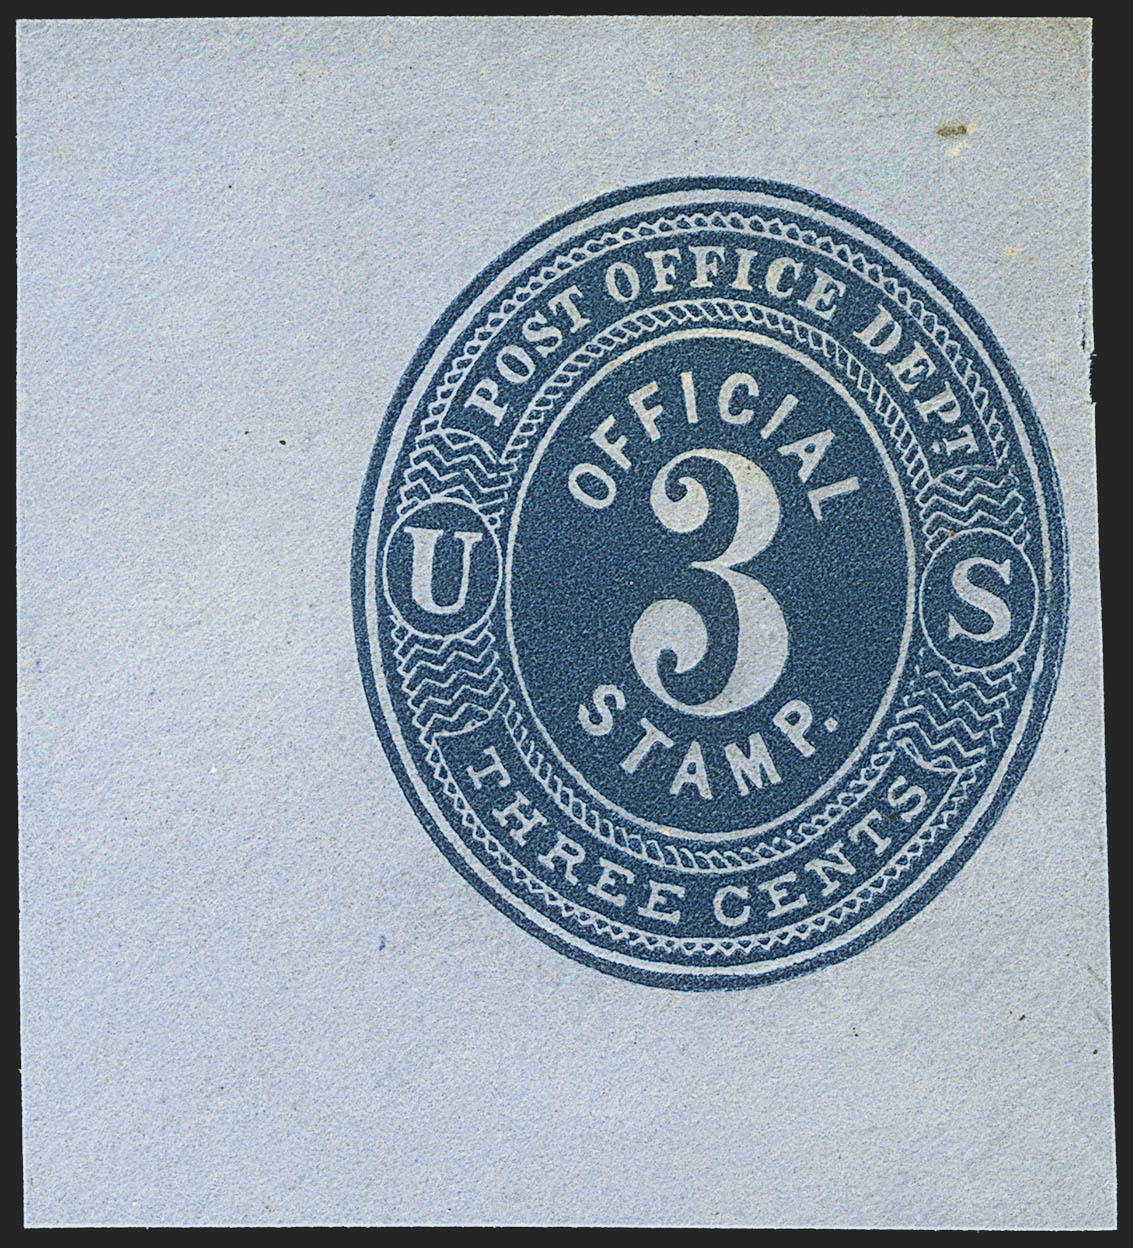 POST OFFICE DEPT
OFFICIAL
3
U S
STAMP.
THREE CENTS